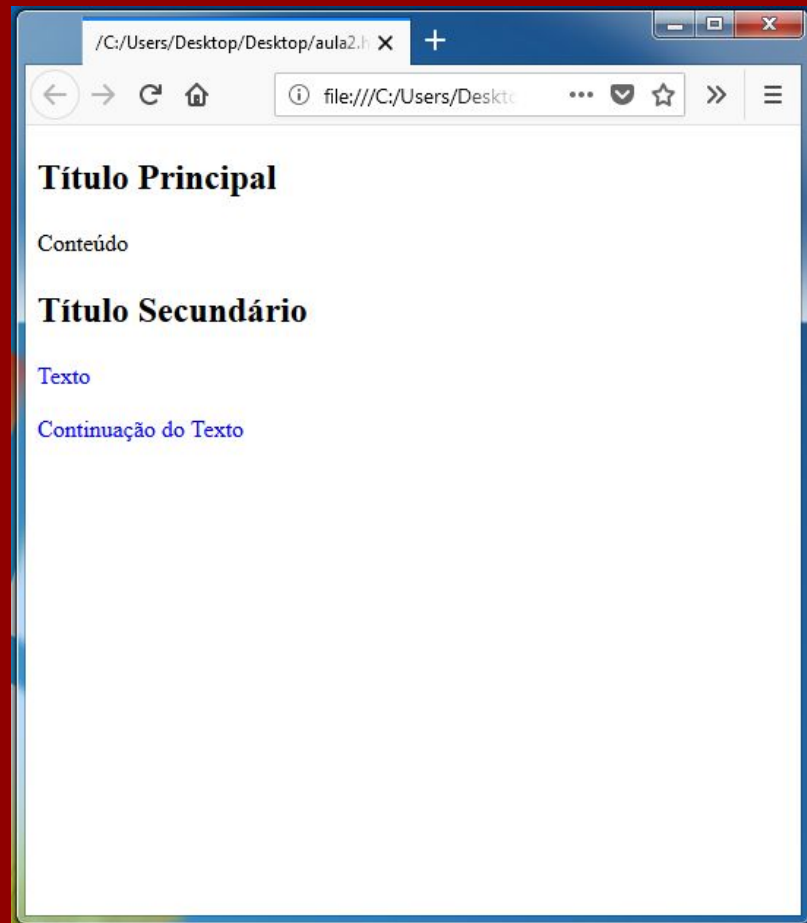 /C:/Users/Desktop/Desktop/aula2.h
file:///C:/Users/Deskto
Título Principal
Conteúdo
Título Secundário
Texto
Continuação do Texto